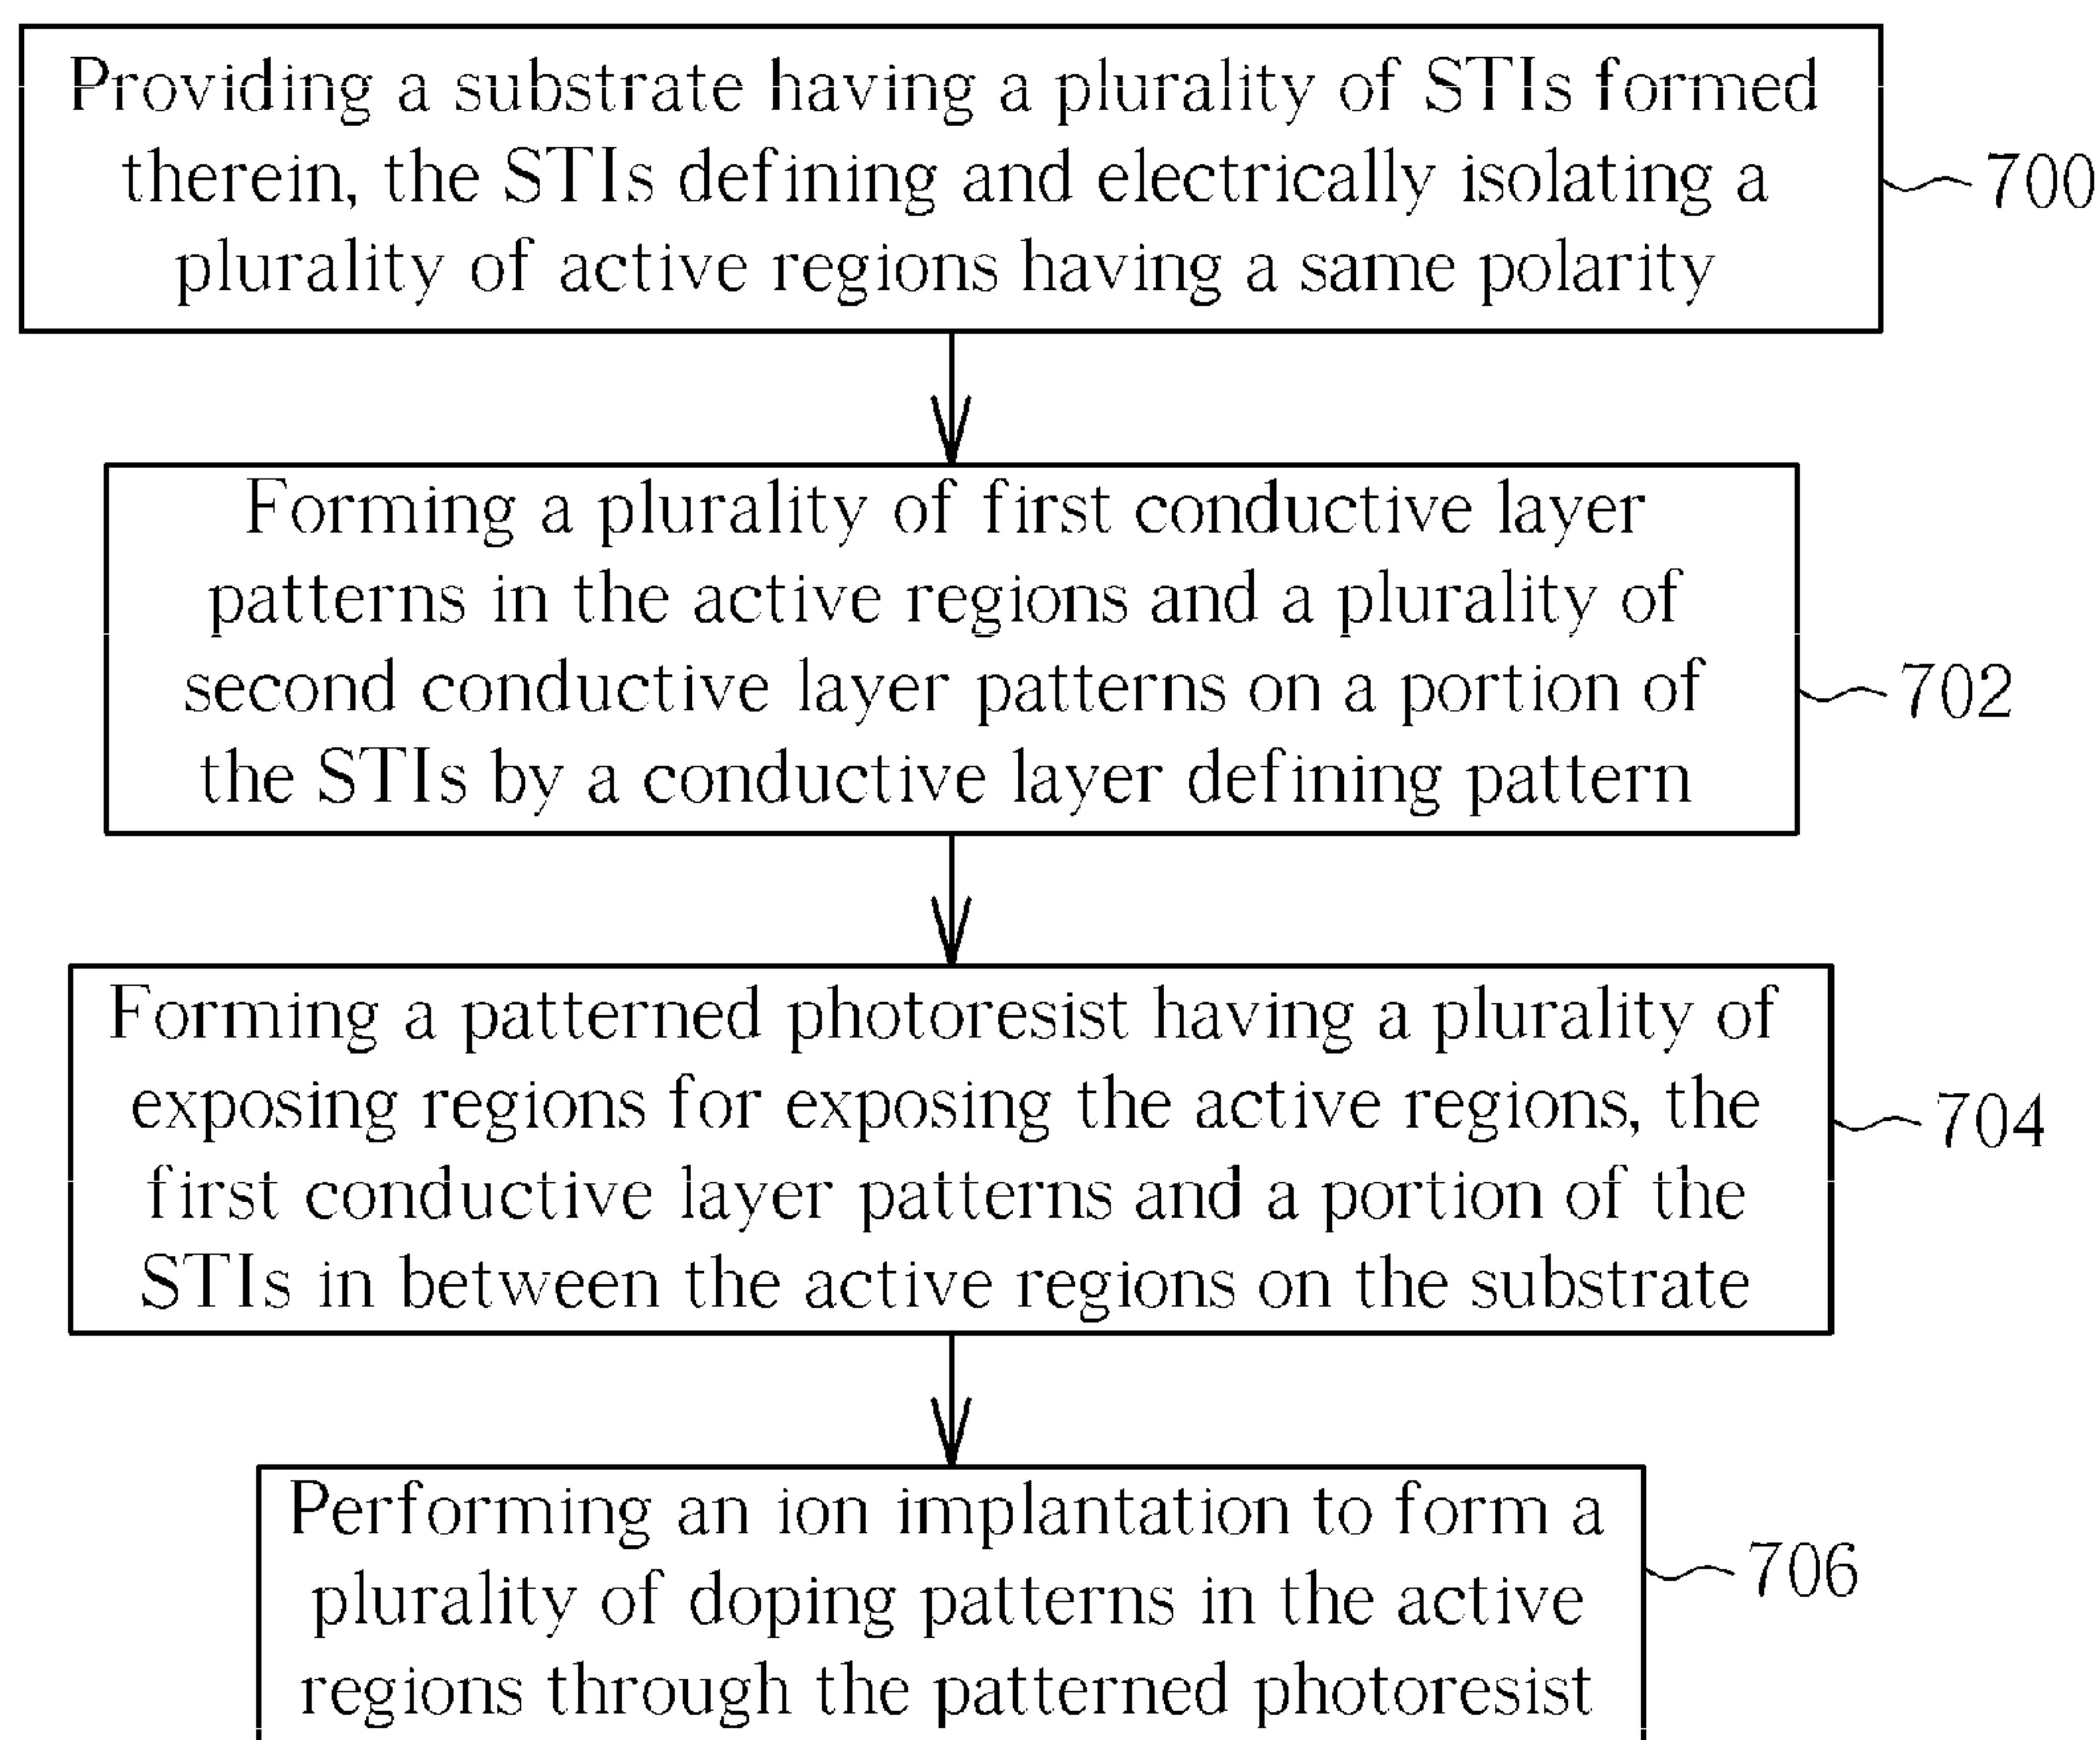 Providing a substrate having a plurality of STIs formed
therein, the STIs defining and electrically isolating a
plurality of active regions having a same polarity
700
Forming a plurality of first conductive layer
patterns in the active regions and a plurality of
second conductive layer patterns on a portion of
the STIs by a conductive layer defining pattern
702
Forming a patterned photoresist having a plurality of
exposing regions for exposing the active regions, the
first conductive layer patterns and a portion of the
STIs in between the active regions on the substrate
704
Performing an ion implantation to form a
plurality of doping patterns in the active
regions through the patterned photoresist
706